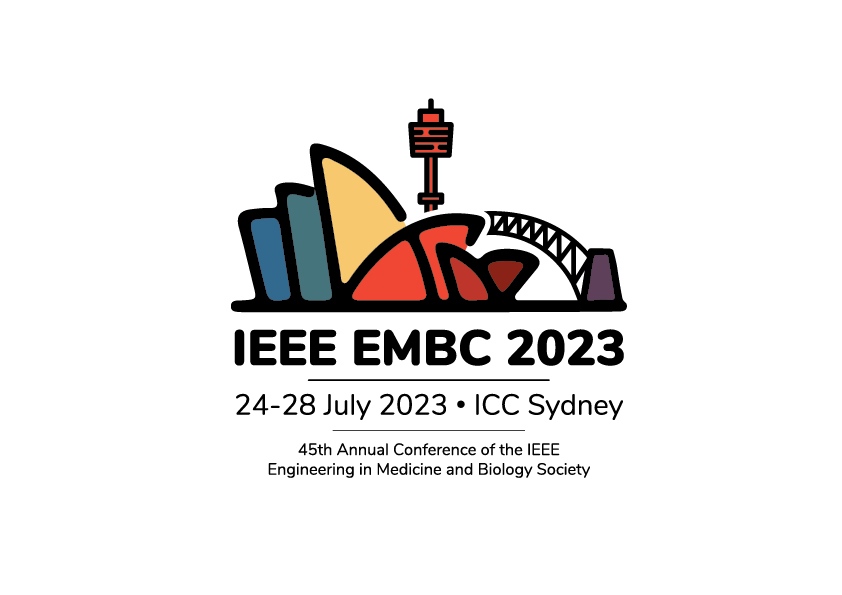 IEEE EMBC 2023
24-28 July 2023 • ICC Sydney
45th Annual Conference of the IEEE
Engineering in Medicine and Biology Society